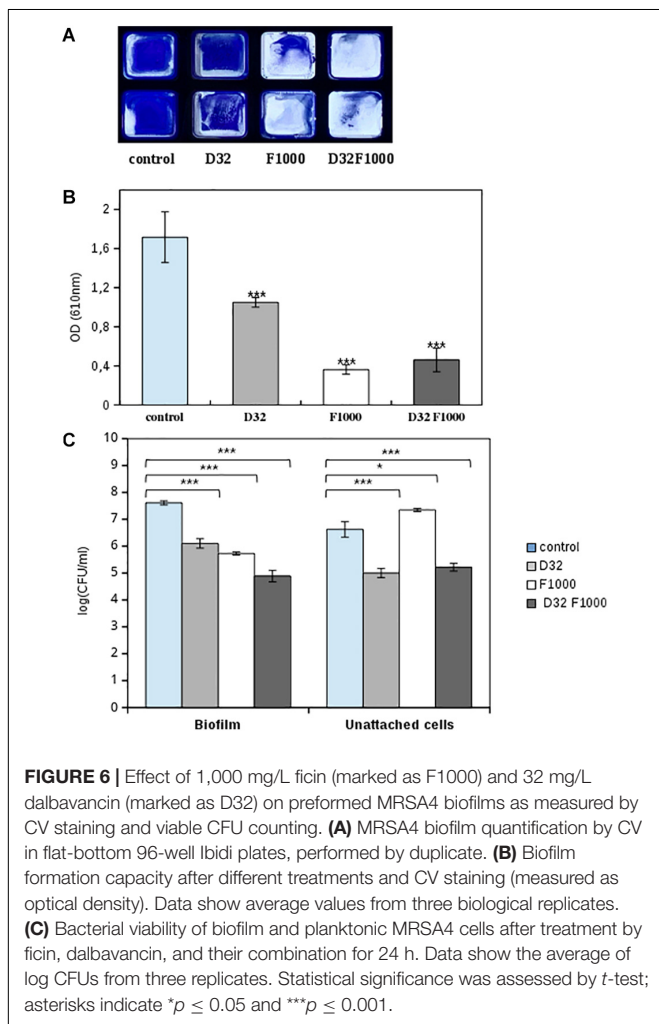 A
control D32 F1000 D32F1000
B
OD (610nm)
2
1,6
1,2
0,8
0,4
0
***
***
***
control D32 F1000 D32 F1000
C
log(CFU/ml)
10
9
8
7
6
5
4
3
2
1
0
***
***
***
***
*
***
Biofilm Unattached cells
control
D32
F1000
D32 F1000
FIGURE 6 | Effect of 1,000 mg/L ficin (marked as F1000) and 32 mg/L
dalbavancin (marked as D32) on preformed MRSA4 biofilms as measured by
CV staining and viable CFU counting. (A) MRSA4 biofilm quantification by CV
in flat-bottom 96-well Ibidi plates, performed by duplicate. (B) Biofilm
formation capacity after different treatments and CV staining (measured as
optical density). Data show average values from three biological replicates.
(C) Bacterial viability of biofilm and planktonic MRSA4 cells after treatment by
ficin, dalbavancin, and their combination for 24 h. Data show the average of
log CFUs from three replicates. Statistical significance was assessed by t-test;
asterisks indicate *p ≤ 0.05 and ***p ≤ 0.001.